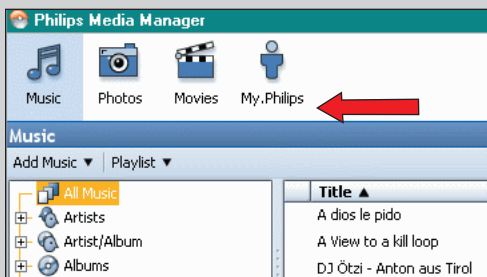 Philips Media Manager
Music Photos Movies My.Philips
Music
Add Music ▼ Playlist ▼
All Music
Artists
Artist/Album
Albums
Title ▲
A dios le pido
A View to a kill loop
DJ Ötzi - Anton aus Tirol